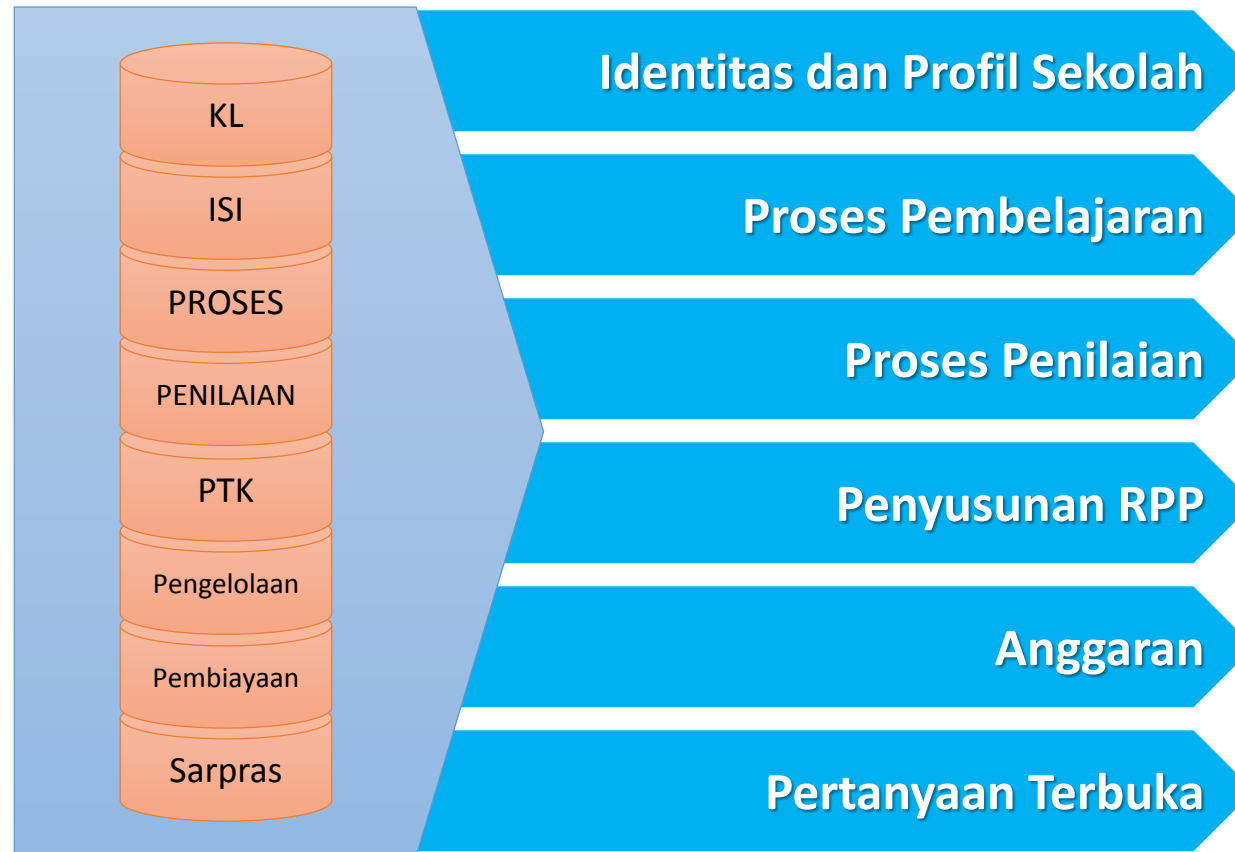 KL
ISI
PROSES
PENILAIAN
PTK
Pengelolaan
Pembiayaan
Sarpras
Identitas dan Profil Sekolah
Proses Pembelajaran
Proses Penilaian
Penyusunan RPP
Anggaran
Pertanyaan Terbuka